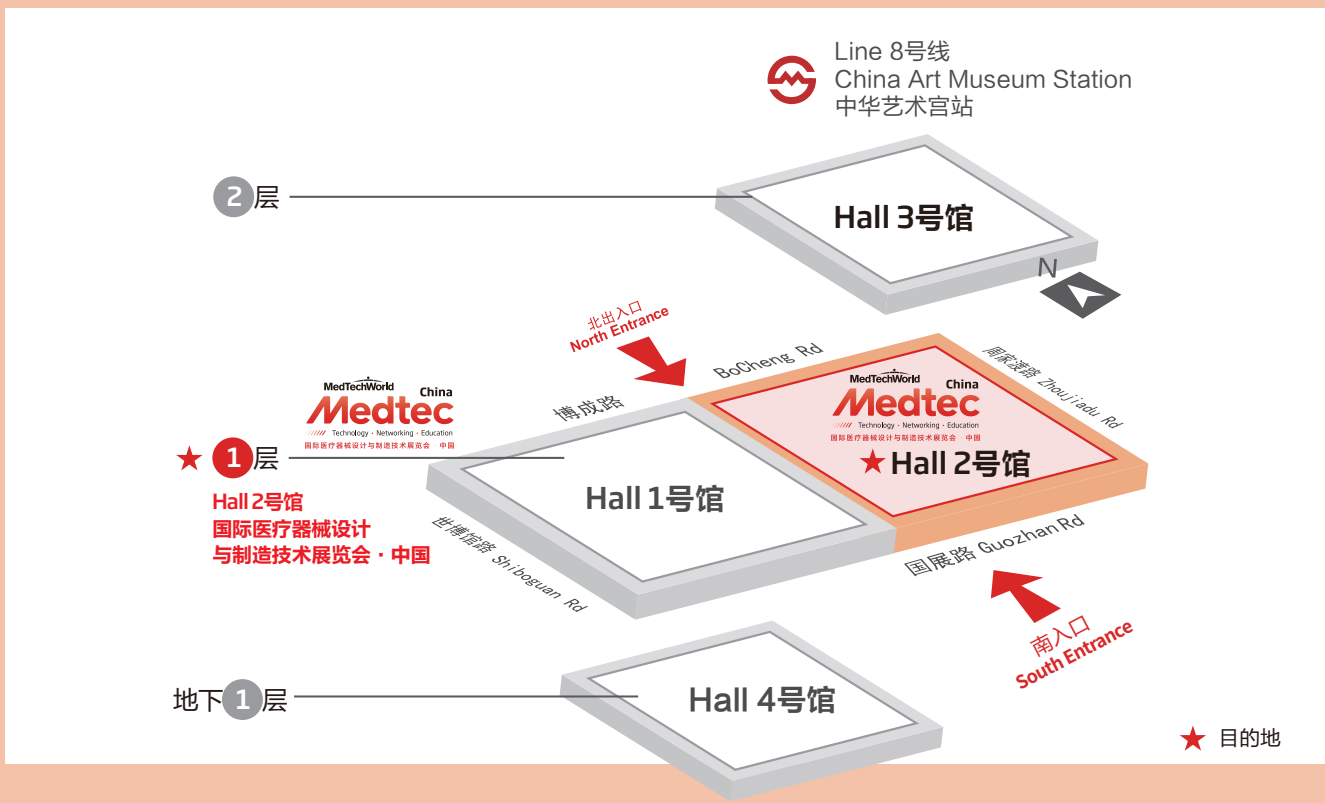 Line 8号线
China Art Museum Station
中华艺术宫站
2层
Hall 3号馆
N
北出入口
North Entrance
博成路 BoCheng Rd
周家渡路 Zhoujiadu Rd
MedTechWorld China
Medtec
Technology · Networking · Education
国际医疗器械设计与制造技术展览会 · 中国
MedTechWorld China
Medtec
Technology · Networking · Education
国际医疗器械设计与制造技术展览会 · 中国
★ Hall 2号馆
★ 1层
Hall 2号馆
国际医疗器械设计
与制造技术展览会 · 中国
Hall 1号馆
世博馆路 Shiboguan Rd
国展路 Guozhan Rd
南入口
South Entrance
地下1层
Hall 4号馆
★ 目的地